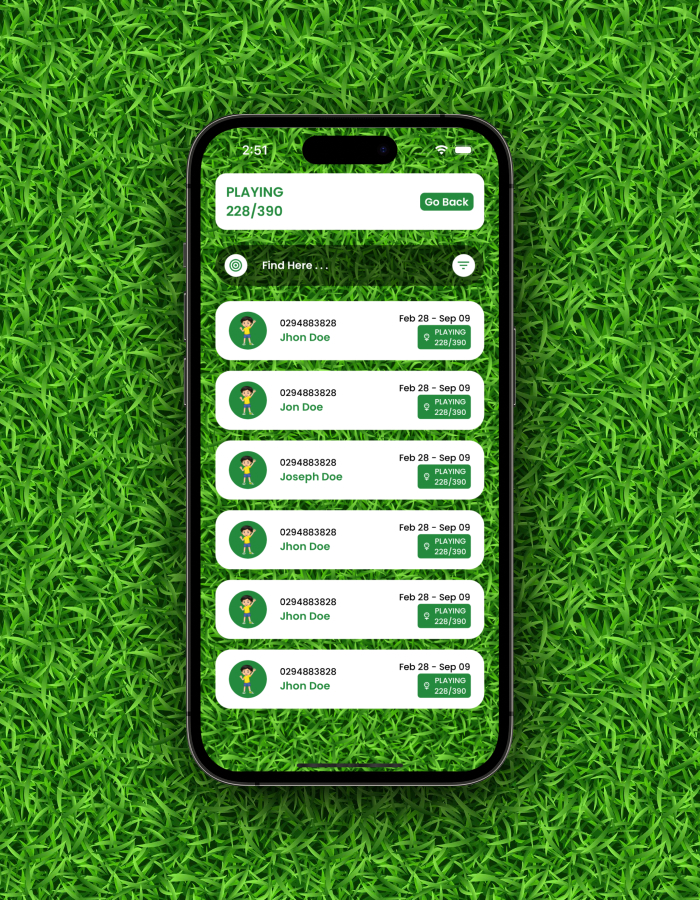 2:51
PLAYING
228/390
Go Back
Find Here . . .
0294883828
Jhon Doe
Feb 28 - Sep 09
PLAYING
228/390
0294883828
Jon Doe
Feb 28 - Sep 09
PLAYING
228/390
0294883828
Joseph Doe
Feb 28 - Sep 09
PLAYING
228/390
0294883828
Jhon Doe
Feb 28 - Sep 09
PLAYING
228/390
0294883828
Jhon Doe
Feb 28 - Sep 09
PLAYING
228/390
0294883828
Jhon Doe
Feb 28 - Sep 09
PLAYING
228/390